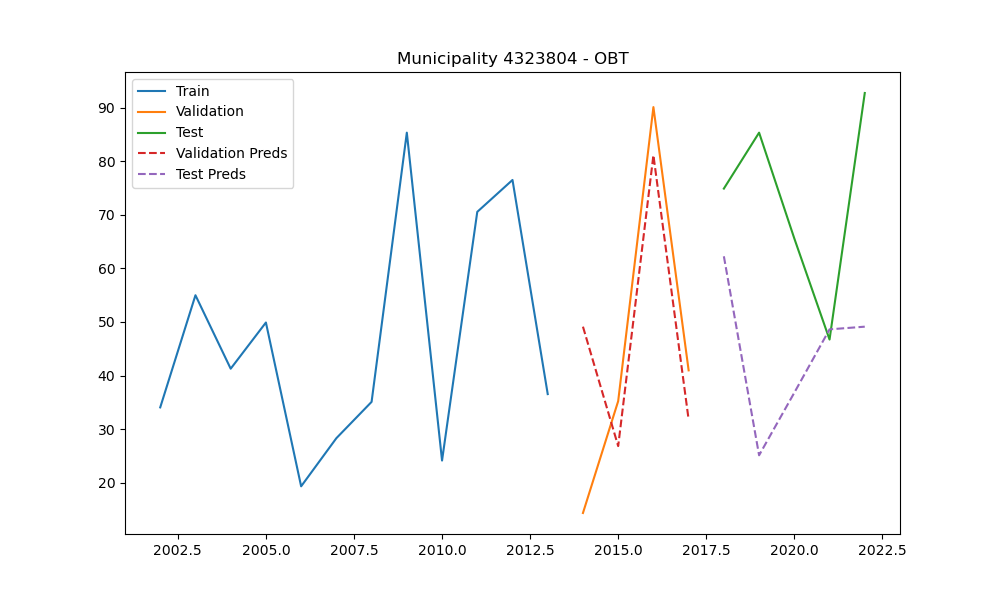 Municipality 4323804 - OBT
Train
Validation
Test
Validation Preds
Test Preds
90
80
70
60
50
40
30
20
2002.5 2005.0 2007.5 2010.0 2012.5 2015.0 2017.5 2020.0 2022.5